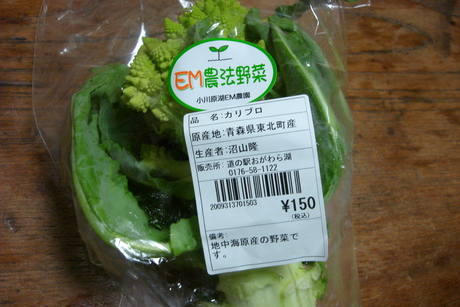 EM農法野菜
小川原湖EM農園
品 名:カリブロ
原産地:青森県東北町産
生産者:沼山隆
販売所: 道の駅おがわら湖
0176-58-1122
2009313701503
¥150
(税込)
備考:
地中海原産の野菜で
す。